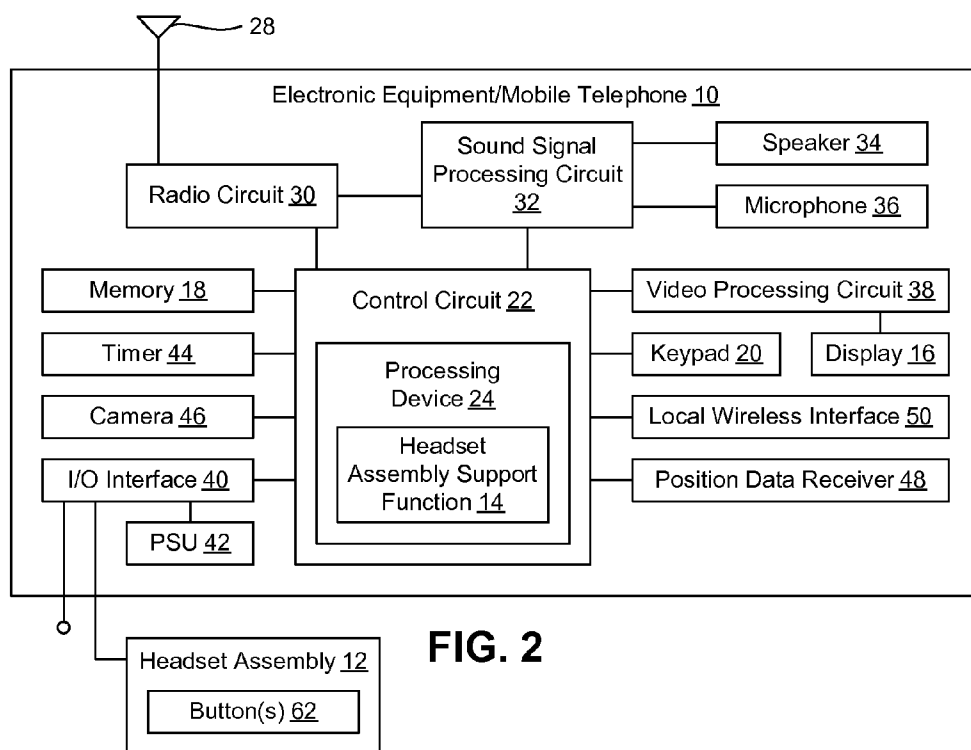 28
Electronic Equipment/Mobile Telephone 10
Radio Circuit 30
Sound Signal
Processing Circuit
32
Speaker 34
Microphone 36
Memory 18
Timer 44
Camera 46
I/O Interface 40
PSU 42
Control Circuit 22
Processing
Device 24
Headset
Assembly Support
Function 14
Video Processing Circuit 38
Keypad 20
Display 16
Local Wireless Interface 50
Position Data Receiver 48
Headset Assembly 12
Button(s) 62
FIG. 2